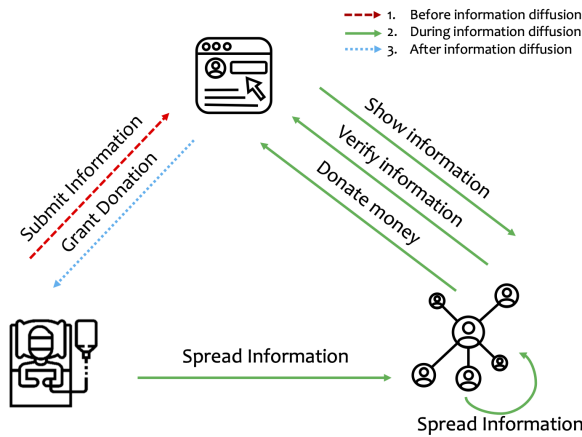 1. Before information diffusion
2. During information diffusion
3. After information diffusion
Submit Information
Grant Donation
Show information
Verify information
Donate money
Spread Information
Spread Information